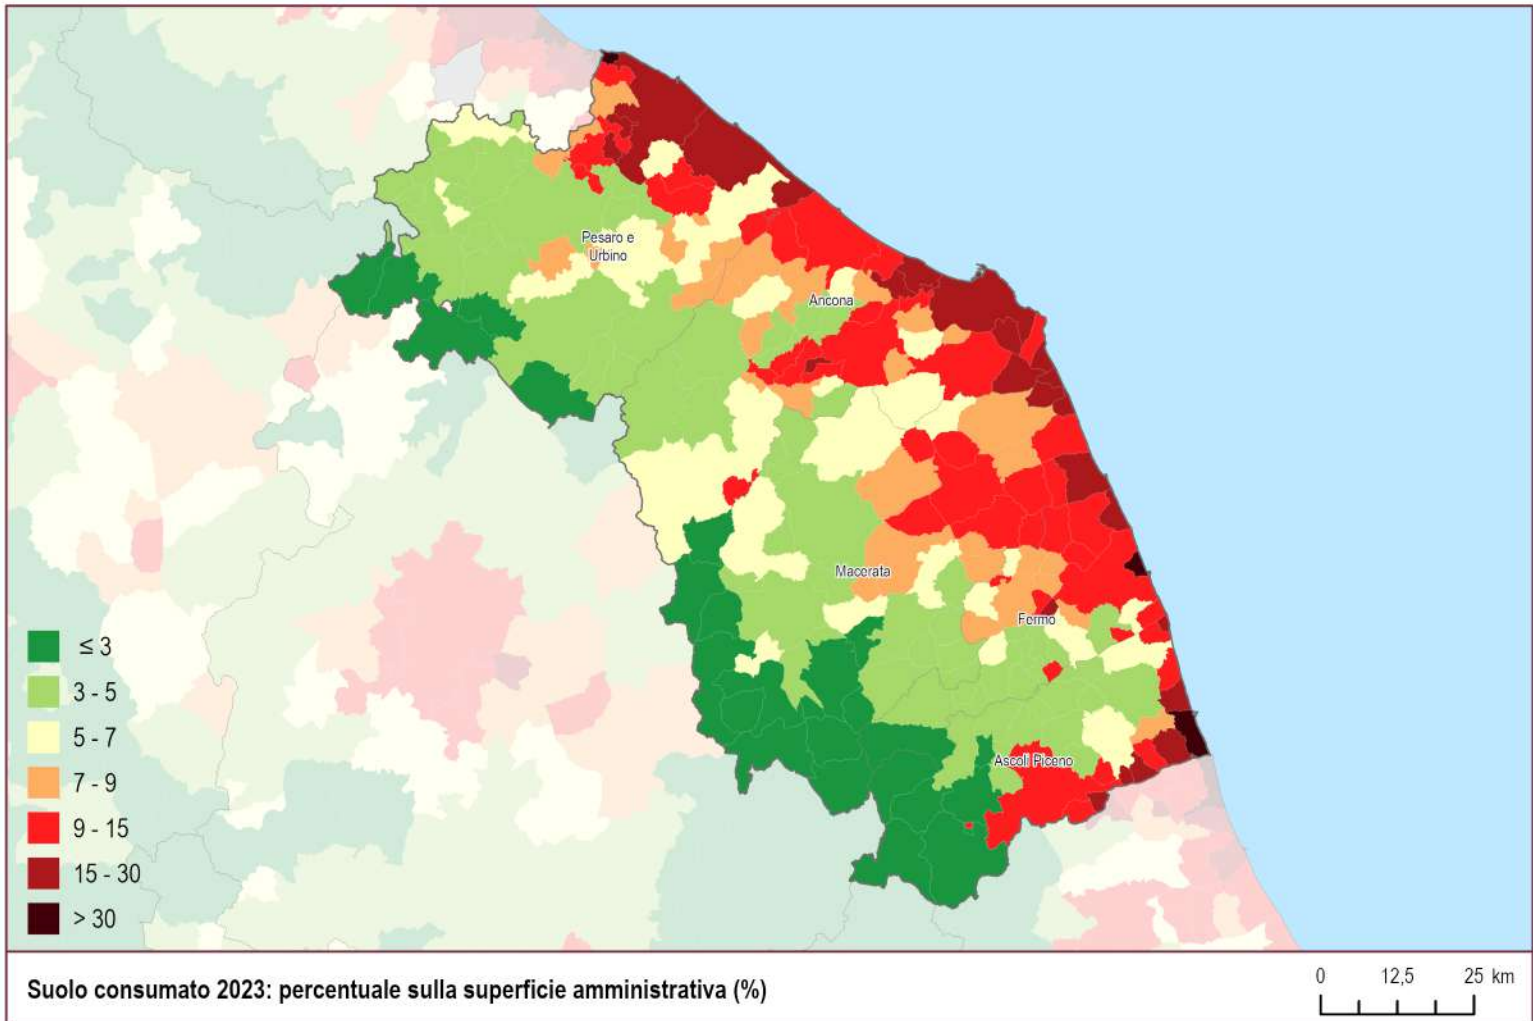 Pesaro e
Urbino
Ancona
Macerata
Fermo
Ascoli Piceno
≤ 3
3 - 5
5 - 7
7 - 9
9 - 15
15 - 30
> 30
Suolo consumato 2023: percentuale sulla superficie amministrativa (%)
0 12,5 25 km